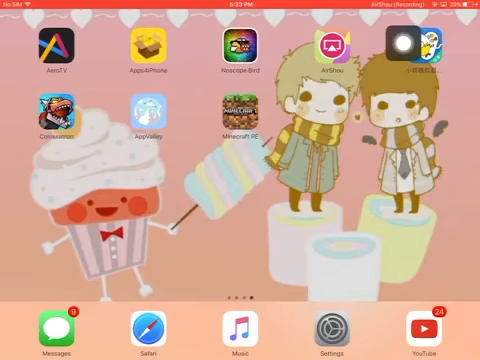 No SIM
5:33 PM
AirShou (Recording)
39%
AeroTV
Apps4iPhone
Noscope Bird
AirShou
Colossatron
AppValley
Minecraft PE
9
24
Messages
Safari
Music
Settings
YouTube